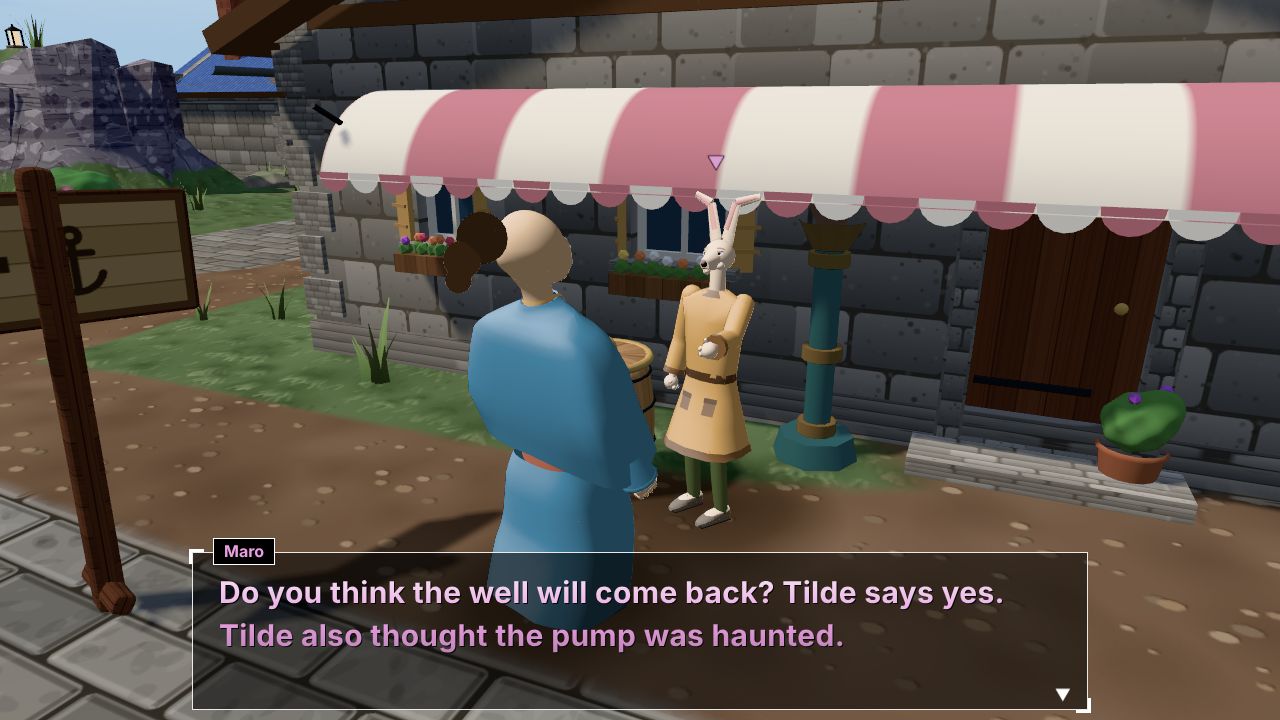 Maro
Do you think the well will come back? Tilde says yes.
Tilde also thought the pump was haunted.